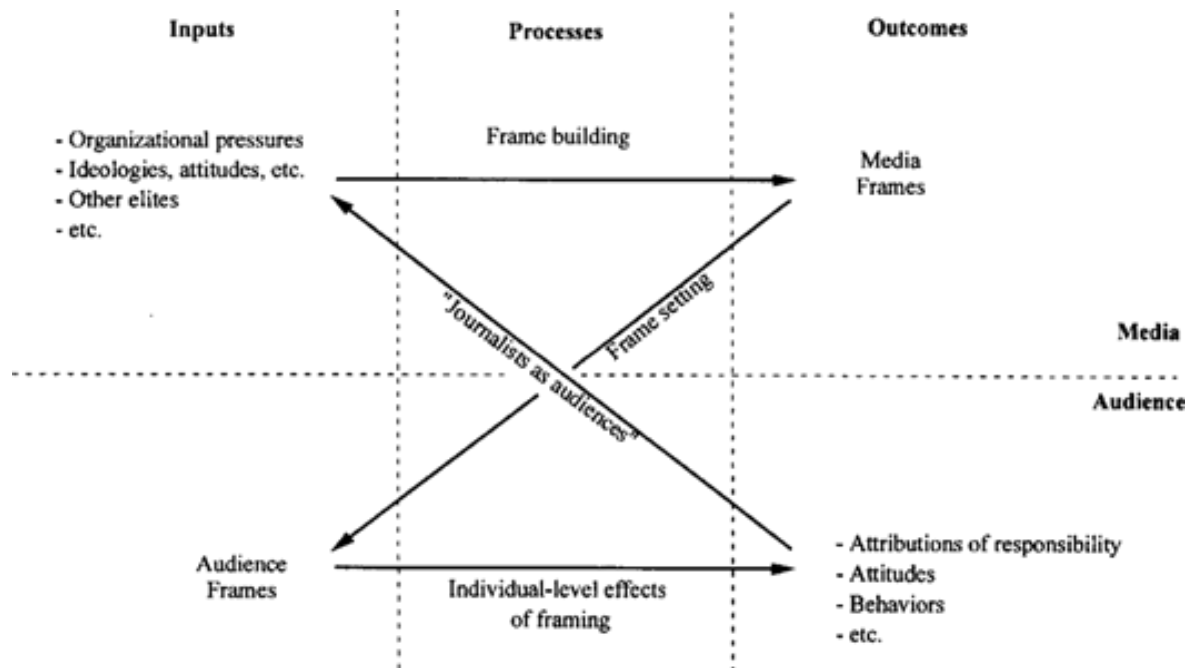 Inputs
Processes
Outcomes
- Organizational pressures
- Ideologies, attitudes, etc.
- Other elites
- etc.
Frame building
Media
Frames
"Journalists as audiences"
Frame setting
Media
Audience
Audience
Frames
Individual-level effects
of framing
- Attributions of responsibility
- Attitudes
- Behaviors
- etc.